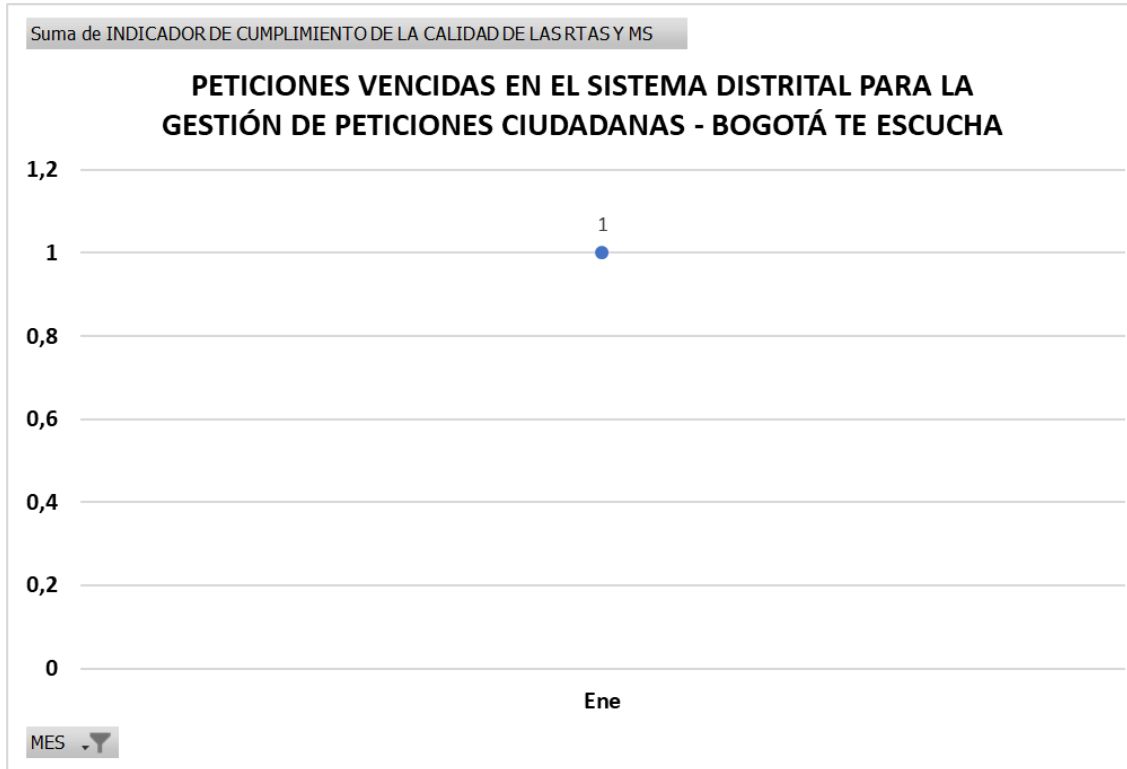 Suma de INDICADOR DE CUMPLIMIENTO DE LA CALIDAD DE LAS RTAS Y MS
PETICIONES VENCIDAS EN EL SISTEMA DISTRITAL PARA LA
GESTIÓN DE PETICIONES CIUDADANAS - BOGOTÁ TE ESCUCHA
1,2
1
1
0,8
0,6
0,4
0,2
0
Ene
MES